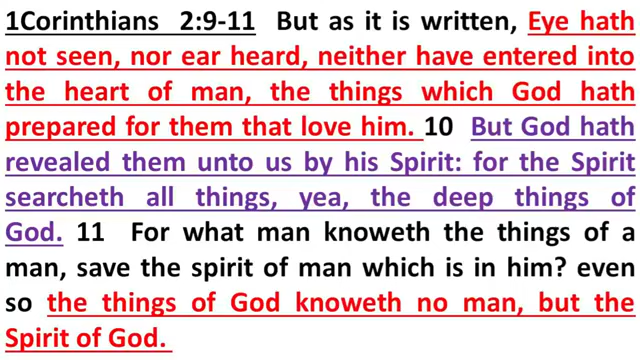 1Corinthians 2:9-11 But as it is written, Eye hath
not seen, nor ear heard, neither have entered into
the heart of man, the things which God hath
prepared for them that love him. 10 But God hath
revealed them unto us by his Spirit: for the Spirit
searcheth all things, yea, the deep things of
God. 11 For what man knoweth the things of a
man, save the spirit of man which is in him? even
so the things of God knoweth no man, but the
Spirit of God.